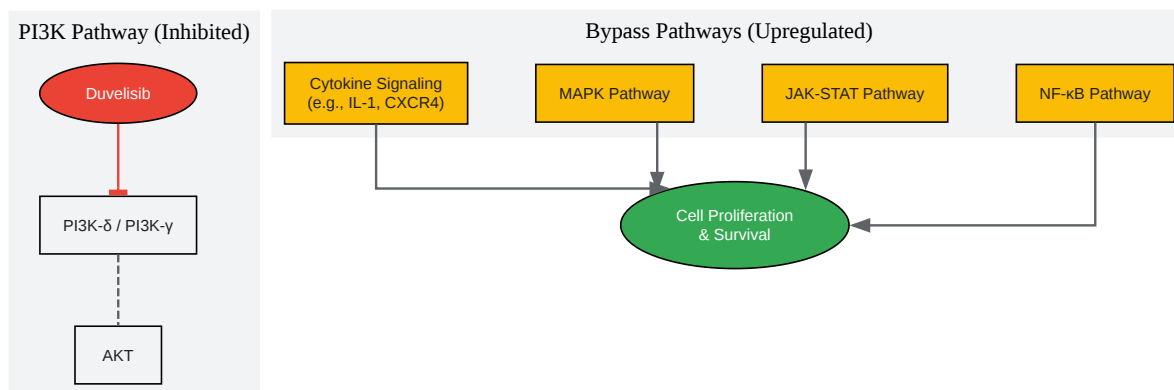 PI3K Pathway (Inhibited)
Duvelisib
PI3K-δ / PI3K-γ
AKT
Bypass Pathways (Upregulated)
Cytokine Signaling
(e.g., IL-1, CXCR4)
MAPK Pathway
JAK-STAT Pathway
NF-κB Pathway
Cell Proliferation
& Survival